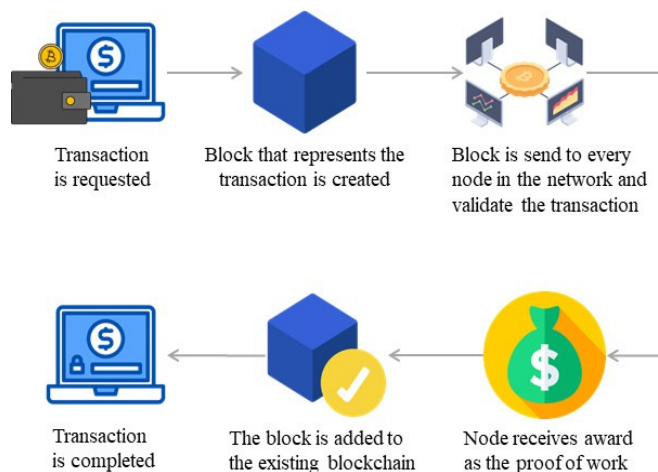 Transaction
is requested
Block that represents the
transaction is created
Block is send to every
node in the network and
validate the transaction
Transaction
is completed
The block is added to
the existing blockchain
Node receives award
as the proof of work